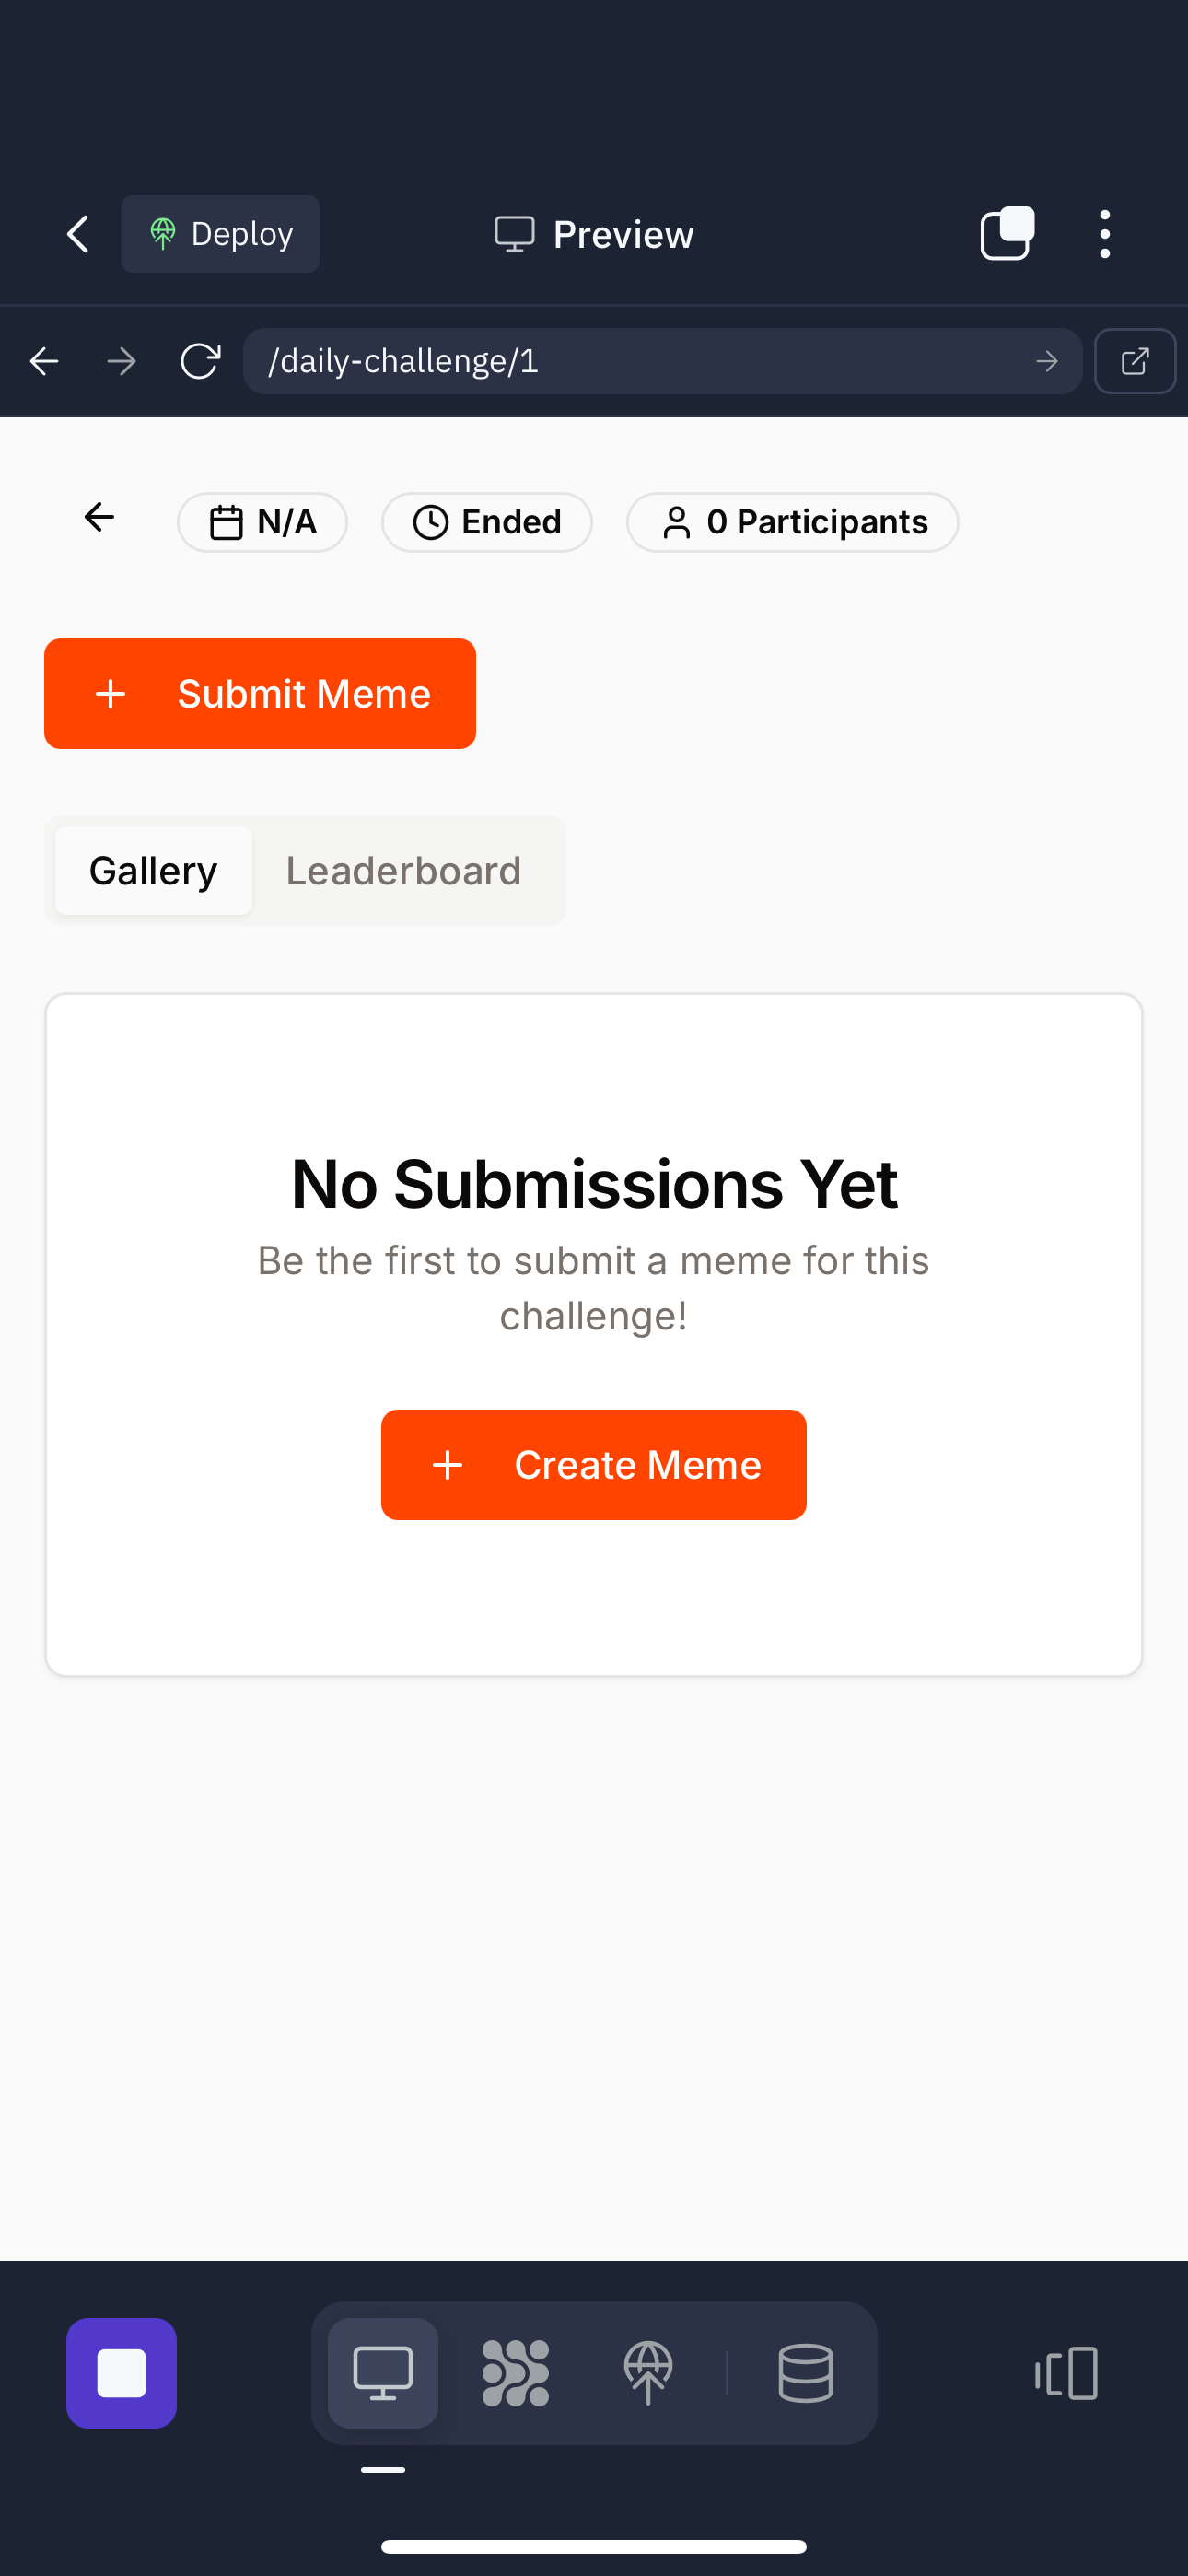 Deploy
Preview
/daily-challenge/1
N/A
Ended
0 Participants
Submit Meme
Gallery
Leaderboard
No Submissions Yet
Be the first to submit a meme for this
challenge!
Create Meme